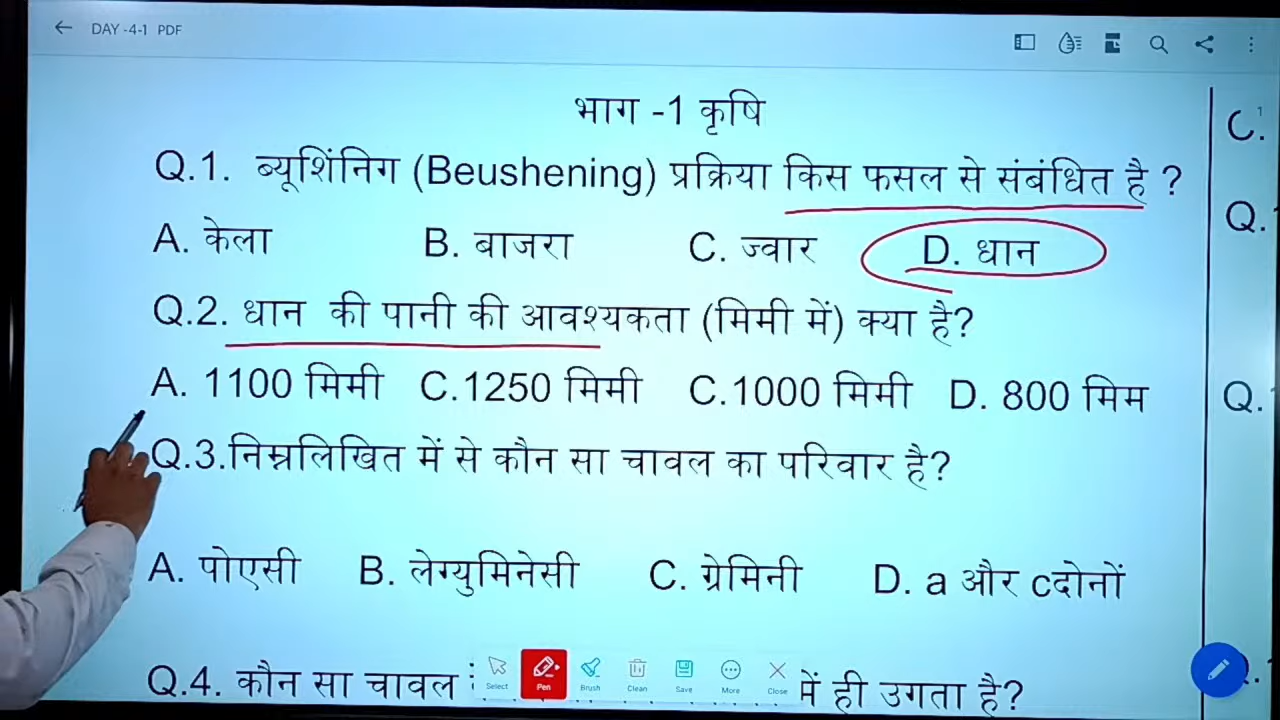 DAY -4-1 PDF
भाग -1 कृषि
Q.1. ब्यूशिंनिग (Beushening) प्रक्रिया किस फसल से संबंधित है ?
A. केला B. बाजरा C. ज्वार D. धान
Q.2. धान की पानी की आवश्यकता (मिमी में) क्या है?
A. 1100 मिमी C.1250 मिमी C.1000 मिमी D. 800 मिम
Q.3.निम्नलिखित में से कौन सा चावल का परिवार है?
A. पोएसी B. लेग्युमिनेसी C. ग्रेमिनी D. a और cदोनों
Q.4. कौन सा चावल में ही उगता है?
Select Pen Brush Clean Save More Close
C.
Q.
Q.